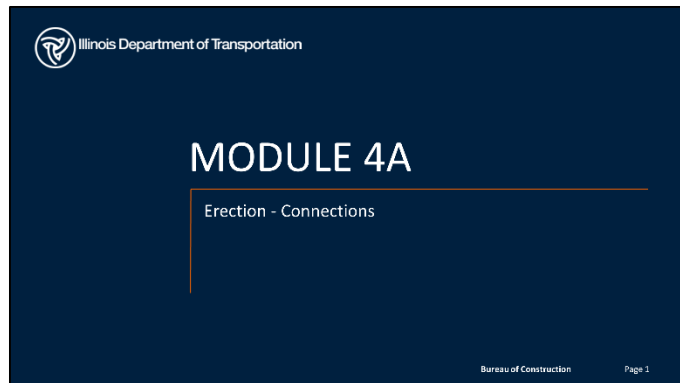 Illinois Department of Transportation
MODULE 4A
Erection - Connections
Bureau of Construction Page 1